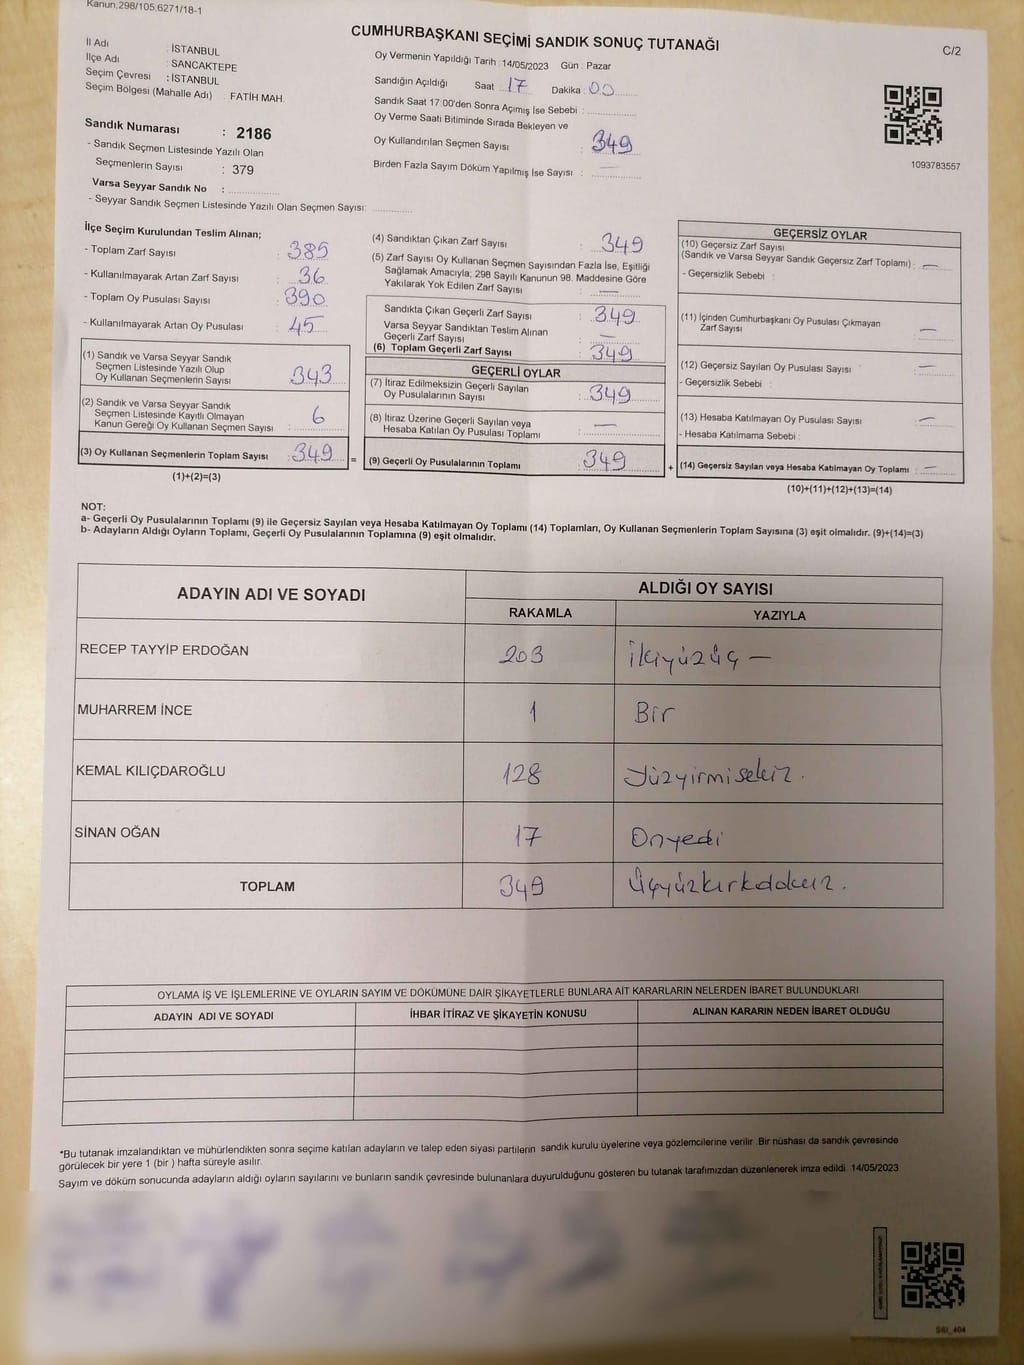 Kanun:298/105,6271/18-1
CUMHURBAŞKANI SEÇİMİ SANDIK SONUÇ TUTANAĞI
C/2
İl Adı : İSTANBUL
İlçe Adı : SANCAKTEPE
Seçim Çevresi : İSTANBUL
Seçim Bölgesi (Mahalle Adı) : FATİH MAH.
Sandık Numarası : 2186
- Sandık Seçmen Listesinde Yazılı Olan
Seçmenlerin Sayısı : 379
Varsa Seyyar Sandık No :
- Seyyar Sandık Seçmen Listesinde Yazılı Olan Seçmen Sayısı:
Oy Vermenin Yapıldığı Tarih : 14/05/2023 Gün : Pazar
Sandığın Açıldığı Saat : 17 Dakika : 00
Sandık Saat 17:00'den Sonra Açımış İse Sebebi :
Oy Verme Saati Bitiminde Sırada Bekleyen ve
Oy Kullandırılan Seçmen Sayısı : 349
Birden Fazla Sayım Döküm Yapılmış İse Sayısı : —
1093783557
İlçe Seçim Kurulundan Teslim Alınan;
- Toplam Zarf Sayısı : 385
- Kullanılmayarak Artan Zarf Sayısı : 36
- Toplam Oy Pusulası Sayısı : 390
- Kullanılmayarak Artan Oy Pusulası : 45
(1) Sandık ve Varsa Seyyar Sandık
Seçmen Listesinde Yazılı Olup
Oy Kullanan Seçmenlerin Sayısı : 343
(2) Sandık ve Varsa Seyyar Sandık
Seçmen Listesinde Kayıtlı Olmayan
Kanun Gereği Oy Kullanan Seçmen Sayısı : 6
(3) Oy Kullanan Seçmenlerin Toplam Sayısı : 349 =
(1)+(2)=(3)
(4) Sandıktan Çıkan Zarf Sayısı : 349
(5) Zarf Sayısı Oy Kullanan Seçmen Sayısından Fazla İse, Eşitliği
Sağlamak Amacıyla; 298 Sayılı Kanunun 98. Maddesine Göre
Yakılarak Yok Edilen Zarf Sayısı : —
Sandıkta Çıkan Geçerli Zarf Sayısı : 349
Varsa Seyyar Sandıktan Teslim Alınan
Geçerli Zarf Sayısı : —
(6) Toplam Geçerli Zarf Sayısı : 349
GEÇERLİ OYLAR
(7) İtiraz Edilmeksizin Geçerli Sayılan
Oy Pusulalarının Sayısı : 349
(8) İtiraz Üzerine Geçerli Sayılan veya
Hesaba Katılan Oy Pusulası Toplamı : —
(9) Geçerli Oy Pusulalarının Toplamı : 349 +
GEÇERSİZ OYLAR
(10) Geçersiz Zarf Sayısı
(Sandık ve Varsa Seyyar Sandık Geçersiz Zarf Toplamı) : —
- Geçersizlik Sebebi :
(11) İçinden Cumhurbaşkanı Oy Pusulası Çıkmayan
Zarf Sayısı : —
(12) Geçersiz Sayılan Oy Pusulası Sayısı : —
- Geçersizlik Sebebi :
(13) Hesaba Katılmayan Oy Pusulası Sayısı : —
- Hesaba Katılmama Sebebi :
(14) Geçersiz Sayılan veya Hesaba Katılmayan Oy Toplamı : —
(10)+(11)+(12)+(13)=(14)
NOT:
a- Geçerli Oy Pusulalarının Toplamı (9) ile Geçersiz Sayılan veya Hesaba Katılmayan Oy Toplamı (14) Toplamları, Oy Kullanan Seçmenlerin Toplam Sayısına (3) eşit olmalıdır. (9)+(14)=(3)
b- Adayların Aldığı Oyların Toplamı, Geçerli Oy Pusulalarının Toplamına (9) eşit olmalıdır.
ADAYIN ADI VE SOYADI
ALDIĞI OY SAYISI
RAKAMLA YAZIYLA
RECEP TAYYİP ERDOĞAN 203 İkiyüzüç —
MUHARREM İNCE 1 Bir
KEMAL KILIÇDAROĞLU 128 Yüzyirmisekiz.
SİNAN OĞAN 17 Onyedi
TOPLAM 349 Üçyüzkırkdokuz.
OYLAMA İŞ VE İŞLEMLERİNE VE OYLARIN SAYIM VE DÖKÜMÜNE DAİR ŞİKAYETLERLE BUNLARA AİT KARARLARIN NELERDEN İBARET BULUNDUKLARI
ADAYIN ADI VE SOYADI İHBAR İTİRAZ VE ŞİKAYETİN KONUSU ALINAN KARARIN NEDEN İBARET OLDUĞU
*Bu tutanak imzalandıktan ve mühürlendikten sonra seçime katılan adayların ve talep eden siyasi partilerin sandık kurulu üyelerine veya gözlemcilerine verilir. Bir nüshası da sandık çevresinde
görülecek bir yere 1 (bir ) hafta süreyle asılır.
Sayım ve döküm sonucunda adayların aldığı oyların sayılarını ve bunların sandık çevresinde bulunanlara duyurulduğunu gösteren bu tutanak tarafımızdan düzenlenerek imza edildi. 14/05/2023